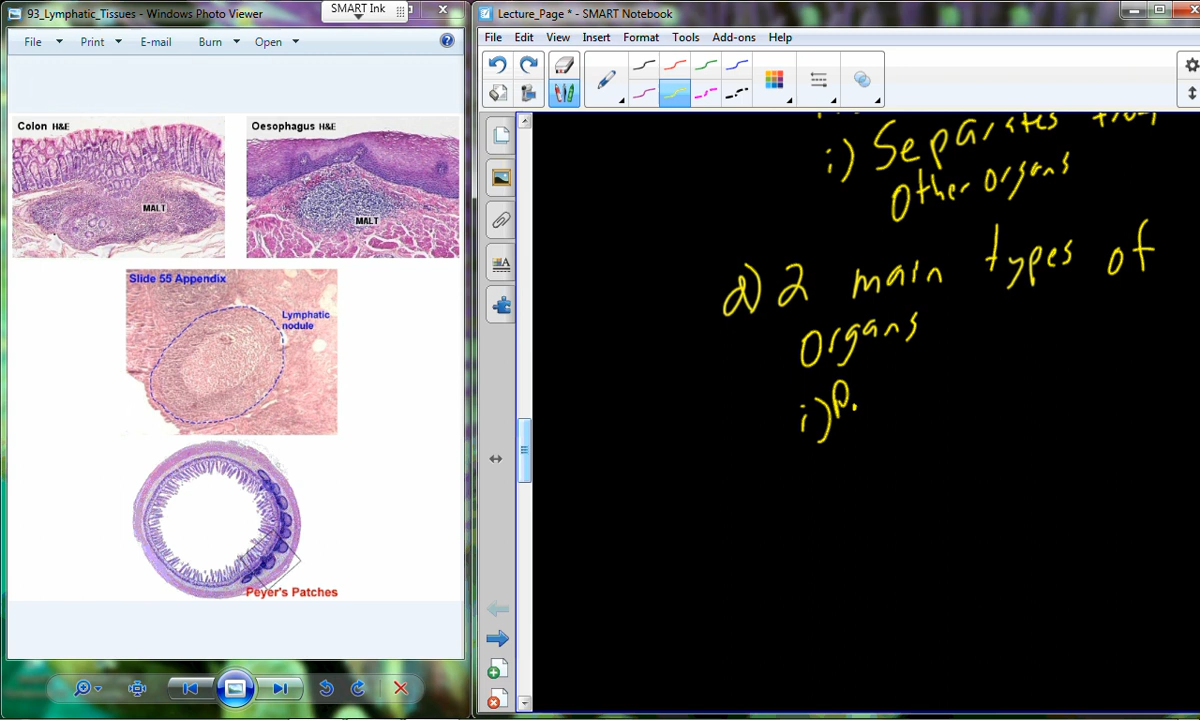 93_Lymphatic_Tissues - Windows Photo Viewer
SMART Ink
File Print E-mail Burn Open
Colon H&E
Oesophagus H&E
MALT
MALT
Slide 55 Appendix
Lymphatic
nodule
Peyer's Patches
Lecture_Page * - SMART Notebook
File Edit View Insert Format Tools Add-ons Help
i) Separates from
Other organs
d) 2 main types of
Organs
i) P